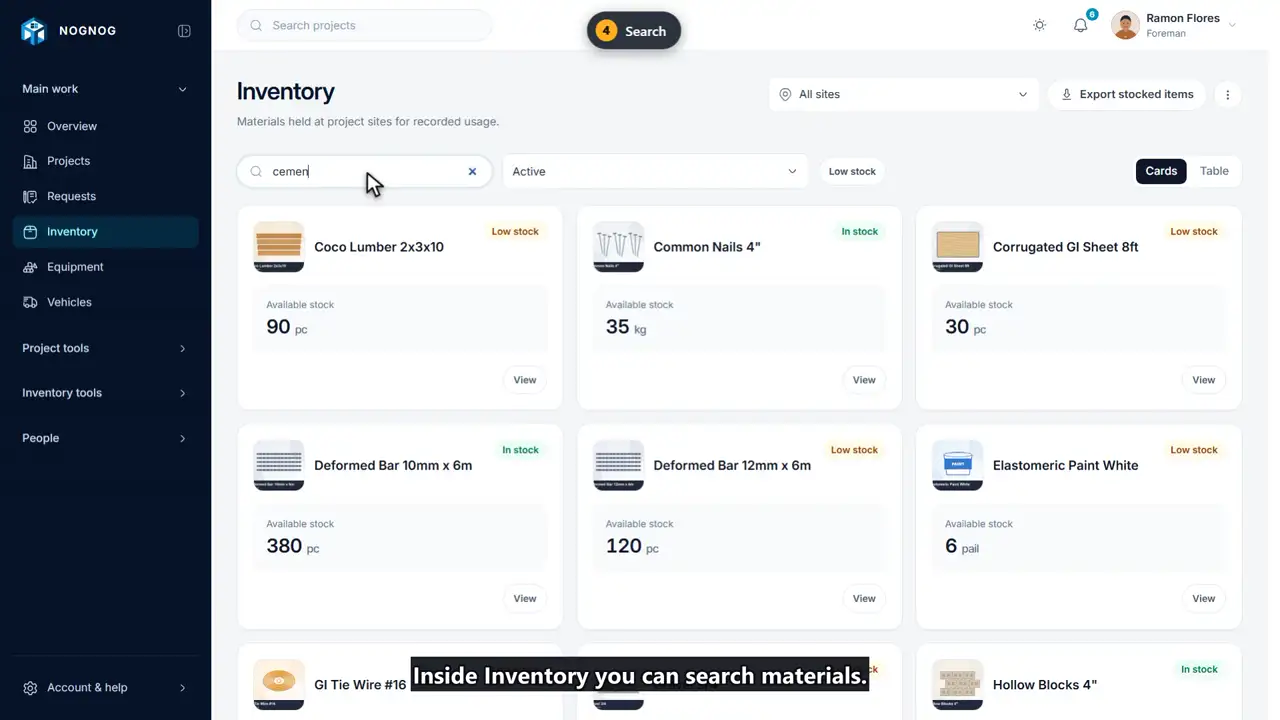 NOGNOG
Search projects
4 Search
6
Ramon Flores
Foreman
Main work
Overview
Projects
Requests
Inventory
Equipment
Vehicles
Project tools
Inventory tools
People
Account & help
Inventory
Materials held at project sites for recorded usage.
All sites
Export stocked items
cemen
Active
Low stock
Cards
Table
Coco Lumber 2x3x10
Low stock
Available stock
90 pc
View
Common Nails 4"
In stock
Available stock
35 kg
View
Corrugated GI Sheet 8ft
Low stock
Available stock
30 pc
View
Deformed Bar 10mm x 6m
In stock
Available stock
380 pc
View
Deformed Bar 12mm x 6m
Low stock
Available stock
120 pc
View
PAINT
Elastomeric Paint White
Low stock
Available stock
6 pail
View
GI Tie Wire #16
Hollow Blocks 4"
In stock
Inside Inventory you can search materials.